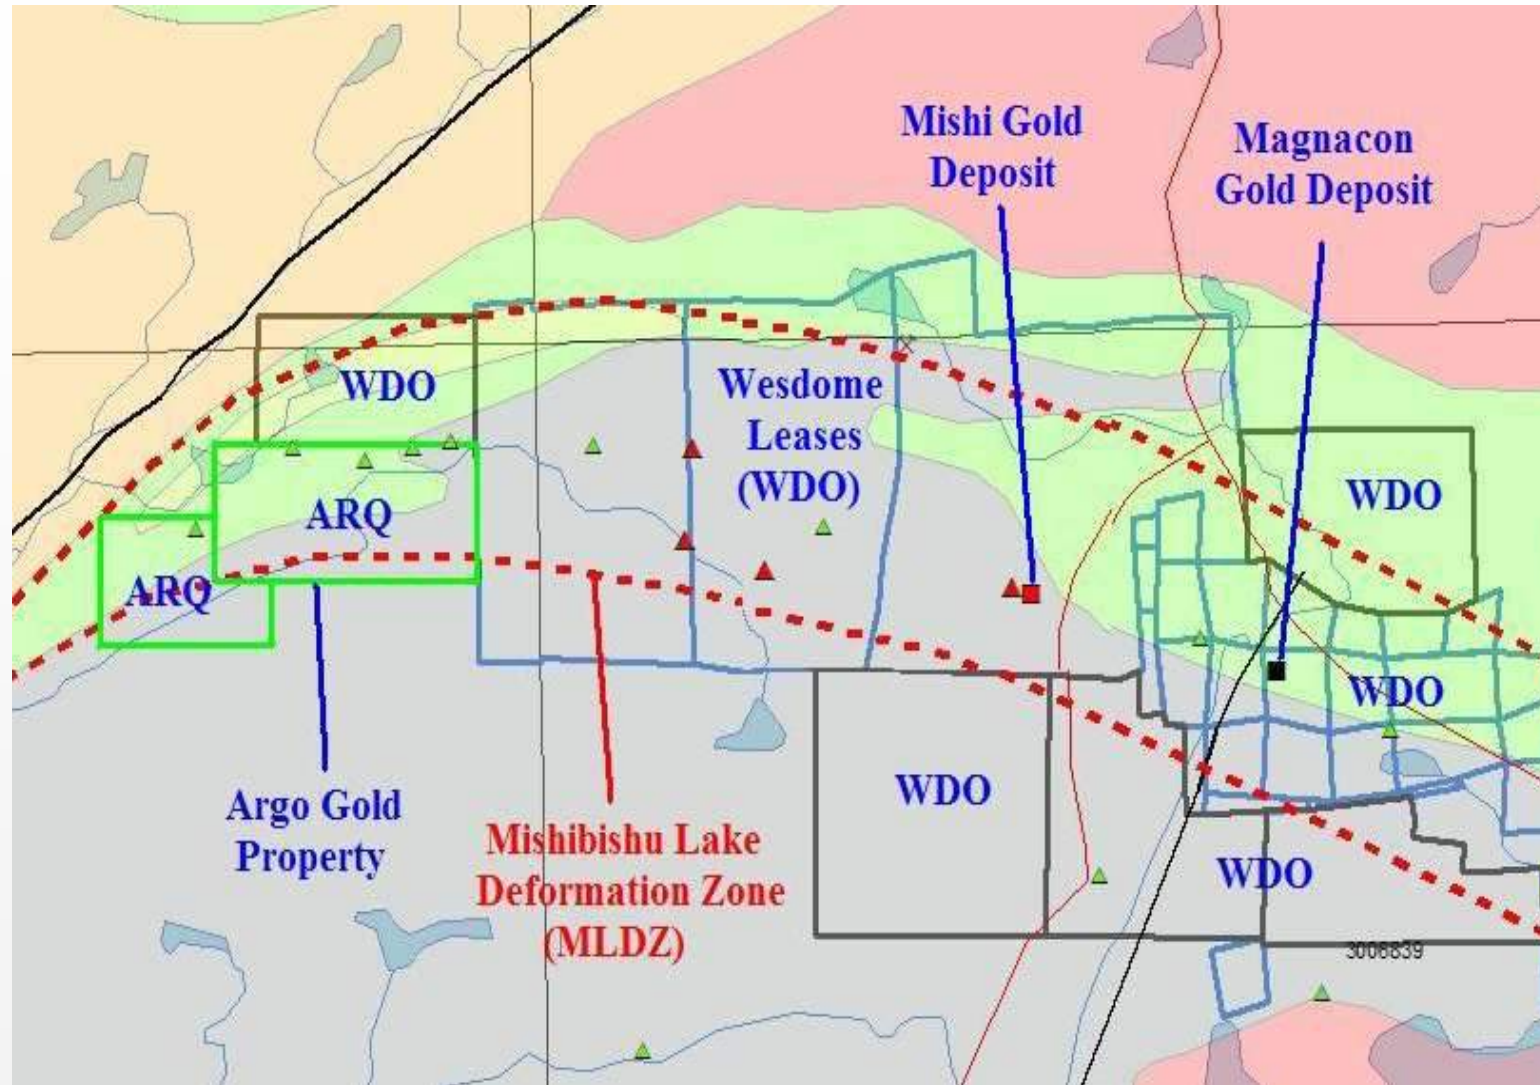 Mishi Gold
Deposit
Magnacon
Gold Deposit
WDO
Wesdome
Leases
(WDO)
WDO
ARQ
ARQ
WDO
WDO
WDO
Argo Gold
Property
Mishibishu Lake
Deformation Zone
(MLDZ)
3006839